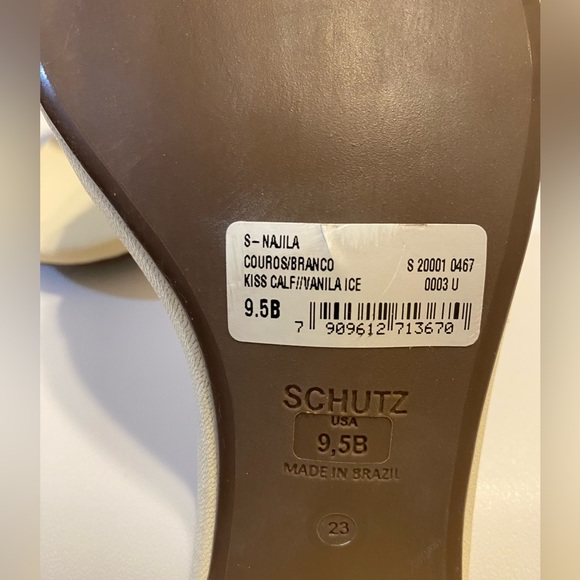 S-NAJILA
COUROS/BRANCO S 20001 0467
KISS CALF//VANILA ICE 0003 U
9.5B
7 909612 713670
SCHUTZ
USA
9,5B
MADE IN BRAZIL
23